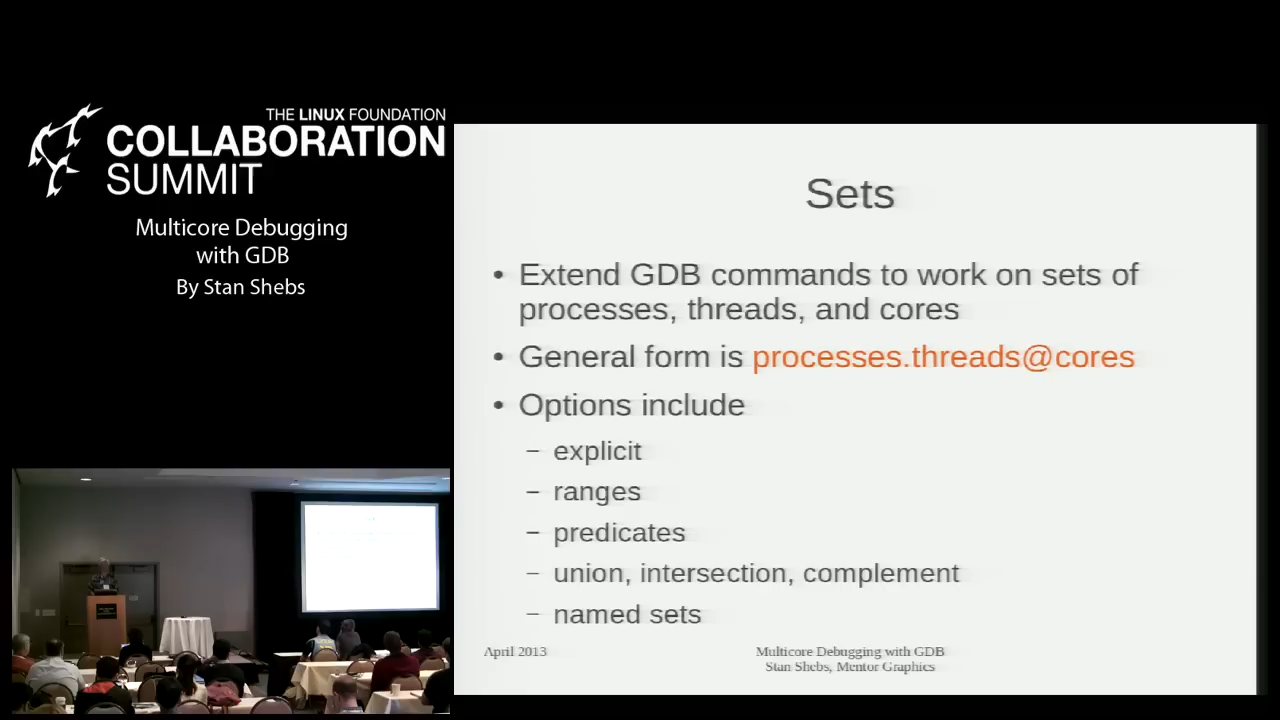 THE LINUX FOUNDATION
COLLABORATION
SUMMIT
Multicore Debugging
with GDB
By Stan Shebs
Sets
• Extend GDB commands to work on sets of
processes, threads, and cores
• General form is processes.threads@cores
• Options include
– explicit
– ranges
– predicates
– union, intersection, complement
– named sets
April 2013
Multicore Debugging with GDB
Stan Shebs, Mentor Graphics